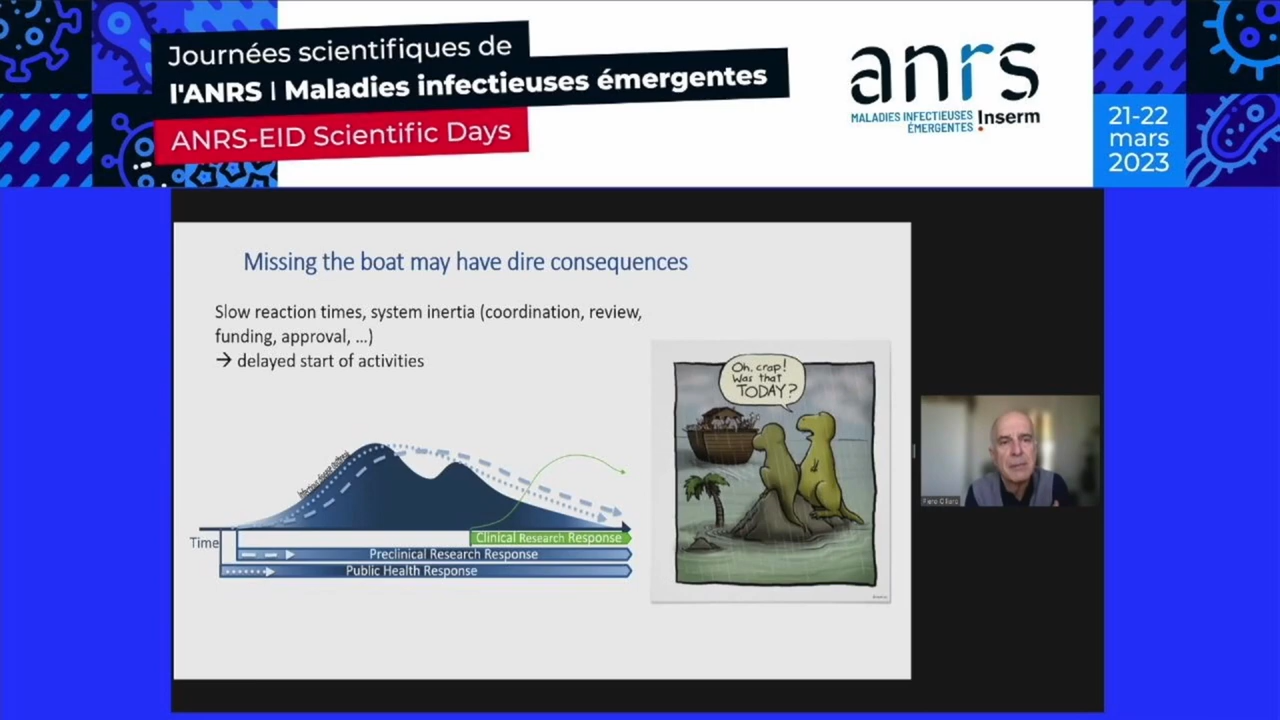 Journées scientifiques de
l'ANRS | Maladies infectieuses émergentes
ANRS-EID Scientific Days
anrs
MALADIES INFECTIEUSES
ÉMERGENTES
Inserm
21-22
mars
2023
Missing the boat may have dire consequences
Slow reaction times, system inertia (coordination, review,
funding, approval, ...)
→ delayed start of activities
Oh, crap!
Was that
TODAY?
Time
Clinical Research Response
Preclinical Research Response
Public Health Response